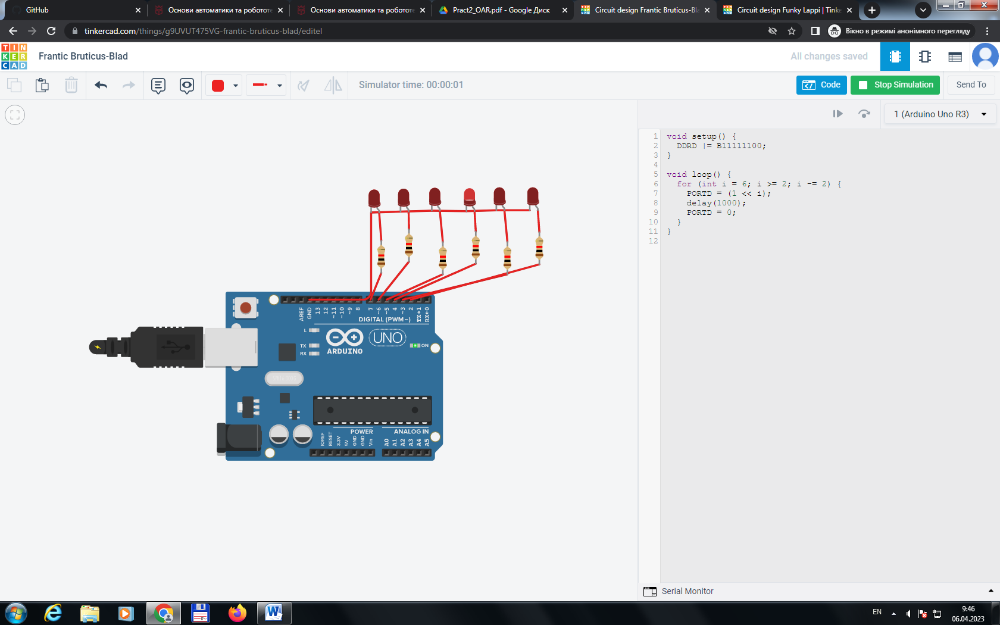 GitHub
Основи автоматики та робототе
Основи автоматики та робототе
Pract2_OAR.pdf - Google Диск
Circuit design Frantic Bruticus-Bla
Circuit design Funky Lappi | Tinke
tinkercad.com/things/g9UVUT475VG-frantic-bruticus-blad/editel
Вікно в режимі анонімного перегляду
TIN
KER
CAD
Frantic Bruticus-Blad
All changes saved
Simulator time: 00:00:01
Code
Stop Simulation
Send To
1 (Arduino Uno R3)
1 void setup() {
2 DDRD |= B11111100;
3 }
4
5 void loop() {
6 for (int i = 6; i >= 2; i -= 2) {
7 PORTD = (1 << i);
8 delay(1000);
9 PORTD = 0;
10 }
11 }
12
AREF GND 13 12 ~11 ~10 ~9 8 7 ~6 ~5 4 ~3 2 TX→1 RX←0
DIGITAL (PWM~)
L
TX
RX
UNO
ARDUINO
ON
POWER
ANALOG IN
IOREF RESET 3.3V 5V GND GND Vin A0 A1 A2 A3 A4 A5
Serial Monitor
64
EN
9:46
06.04.2023